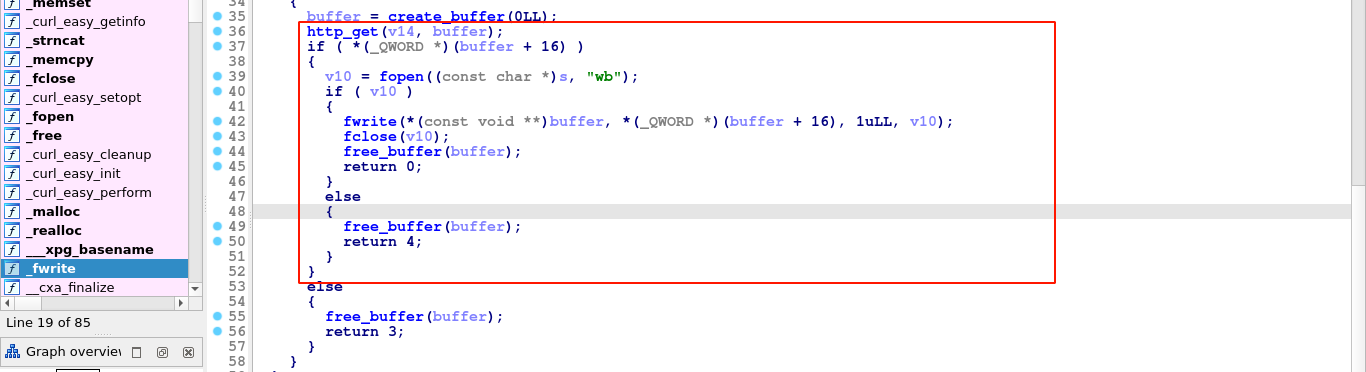 _memset
_curl_easy_getinfo
_strncat
_memcpy
_fclose
_curl_easy_setopt
_fopen
_free
_curl_easy_cleanup
_curl_easy_init
_curl_easy_perform
_malloc
_realloc
___xpg_basename
_fwrite
__cxa_finalize
Line 19 of 85
Graph overview
34 {
35 buffer = create_buffer(0LL);
36 http_get(v14, buffer);
37 if ( *(_QWORD *)(buffer + 16) )
38 {
39 v10 = fopen((const char *)s, "wb");
40 if ( v10 )
41 {
42 fwrite(*(const void **)buffer, *(_QWORD *)(buffer + 16), 1uLL, v10);
43 fclose(v10);
44 free_buffer(buffer);
45 return 0;
46 }
47 else
48 {
49 free_buffer(buffer);
50 return 4;
51 }
52 }
53 else
54 {
55 free_buffer(buffer);
56 return 3;
57 }
58 }